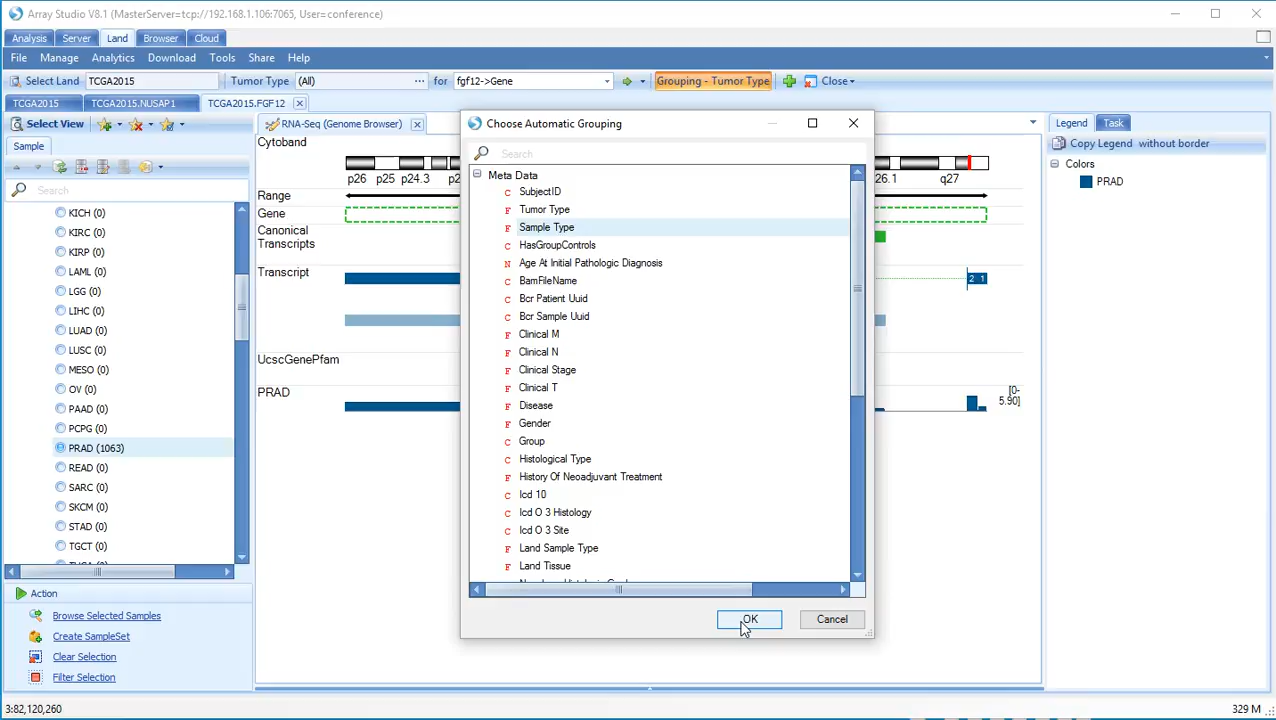 Array Studio V8.1 (MasterServer=tcp://192.168.1.106:7065, User=conference)
Analysis Server Land Browser Cloud
File Manage Analytics Download Tools Share Help
Select Land TCGA2015 Tumor Type (All) ... for fgf12->Gene Grouping - Tumor Type Close
TCGA2015 TCGA2015.NUSAP1 TCGA2015.FGF12
Select View
Sample
Search
KICH (0)
KIRC (0)
KIRP (0)
LAML (0)
LGG (0)
LIHC (0)
LUAD (0)
LUSC (0)
MESO (0)
OV (0)
PAAD (0)
PCPG (0)
PRAD (1063)
READ (0)
SARC (0)
SKCM (0)
STAD (0)
TGCT (0)
Action
Browse Selected Samples
Create SampleSet
Clear Selection
Filter Selection
RNA-Seq (Genome Browser)
Cytoband
p26 p25 p24.3
26.1 q27
Range
Gene
Canonical
Transcripts
Transcript
2 1
UcscGenePfam
PRAD
[0-
5.90]
Choose Automatic Grouping
Search
Meta Data
C SubjectID
F Tumor Type
F Sample Type
C HasGroupControls
N Age At Initial Pathologic Diagnosis
C BamFileName
C Bcr Patient Uuid
C Bcr Sample Uuid
F Clinical M
F Clinical N
F Clinical Stage
F Clinical T
F Disease
F Gender
C Group
C Histological Type
F History Of Neoadjuvant Treatment
C Icd 10
C Icd O 3 Histology
C Icd O 3 Site
F Land Sample Type
F Land Tissue
OK Cancel
Legend Task
Copy Legend without border
Colors
PRAD
3:82,120,260
329 M